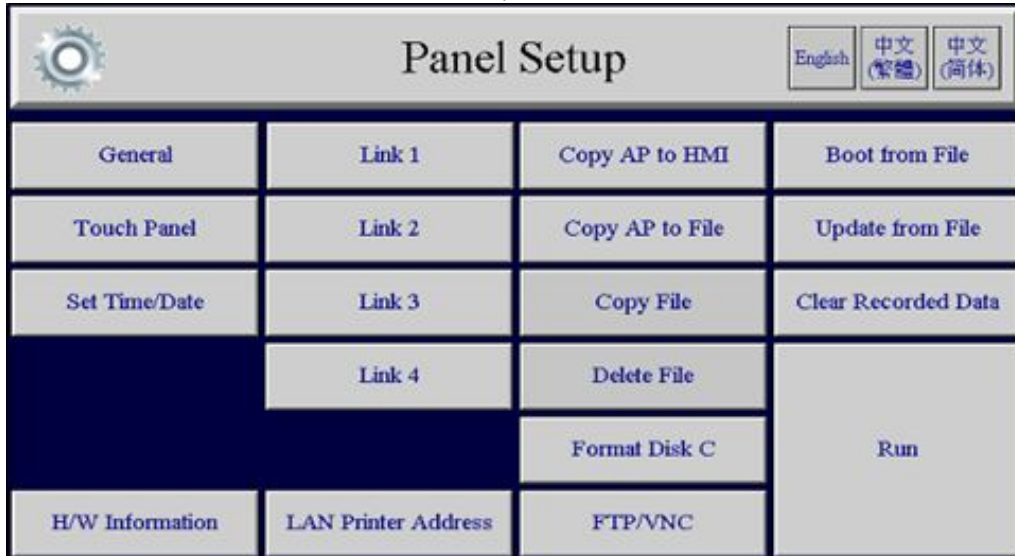 Panel Setup
English
中文
(繁體)
中文
(简体)
General
Link 1
Copy AP to HMI
Boot from File
Touch Panel
Link 2
Copy AP to File
Update from File
Set Time/Date
Link 3
Copy File
Clear Recorded Data
Link 4
Delete File
Format Disk C
Run
H/W Information
LAN Printer Address
FTP/VNC